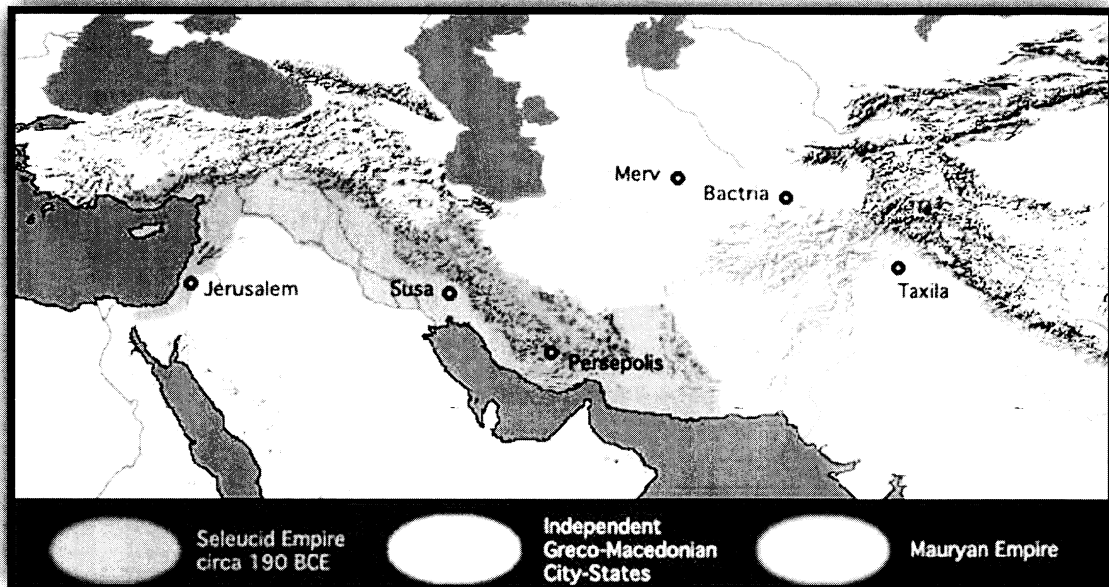 Merv
Bactria
Jerusalem
Susa
Taxila
Persepolis
Seleucid Empire
circa 190 BCE
Independent
Greco-Macedonian
City-States
Mauryan Empire